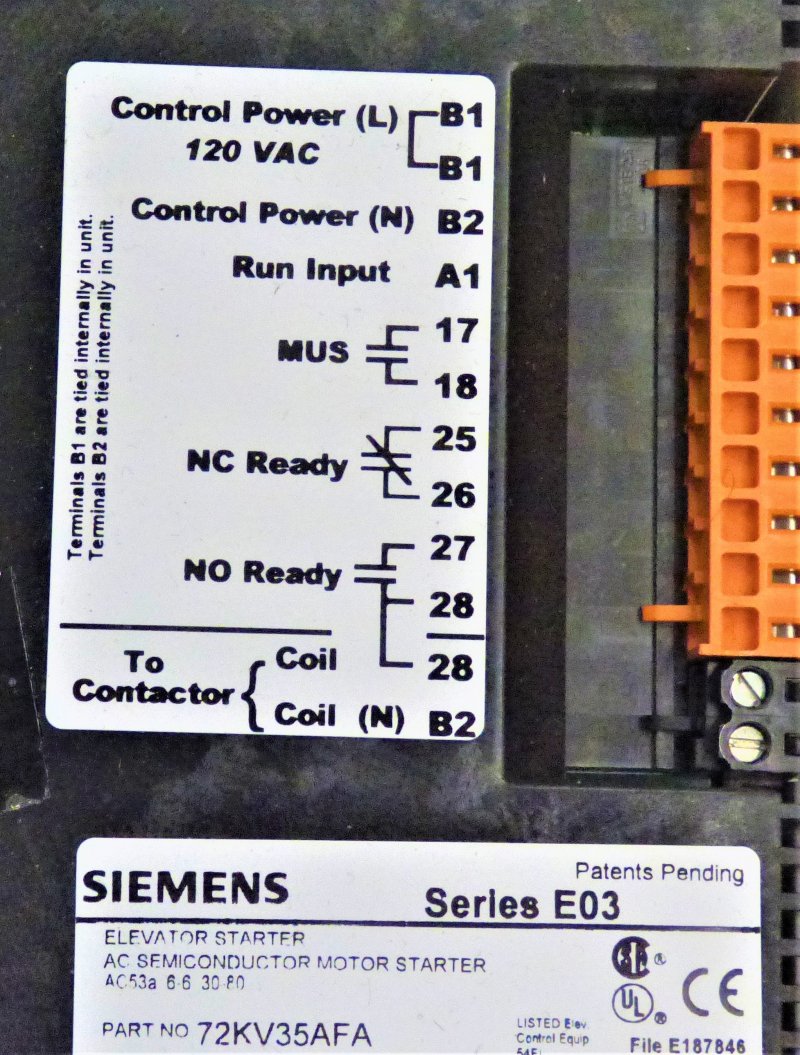 Control Power (L) B1
120 VAC B1
Control Power (N) B2
Run Input A1
17
MUS
18
25
NC Ready
26
27
NO Ready
28
To Coil 28
Contactor
Coil (N) B2
Terminals B1 are tied internally in unit.
Terminals B2 are tied internally in unit.
Patents Pending
SIEMENS
Series E03
ELEVATOR STARTER
AC SEMICONDUCTOR MOTOR STARTER
AC53a 6-6 30-80
SA ®
UL ® CE
PART NO 72KV35AFA
LISTED Elev.
Control Equip
File E187846